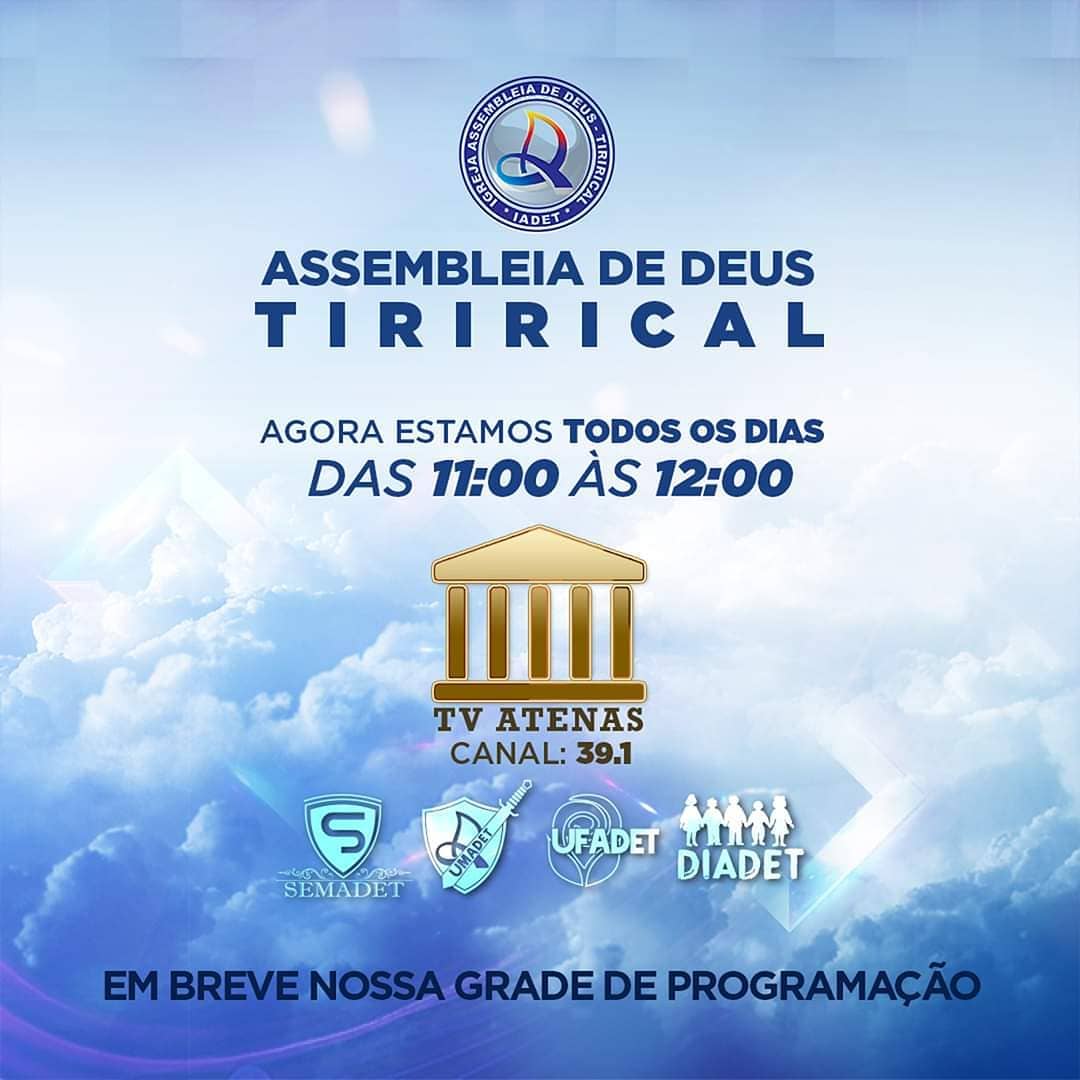 IGREJA ASSEMBLEIA DE DEUS - TIRIRICAL
• IADET •
ASSEMBLEIA DE DEUS
TIRIRICAL
AGORA ESTAMOS TODOS OS DIAS
DAS 11:00 ÀS 12:00
TV ATENAS
CANAL: 39.1
S
SEMADET
UMADET
UFADET
DIADET
EM BREVE NOSSA GRADE DE PROGRAMAÇÃO